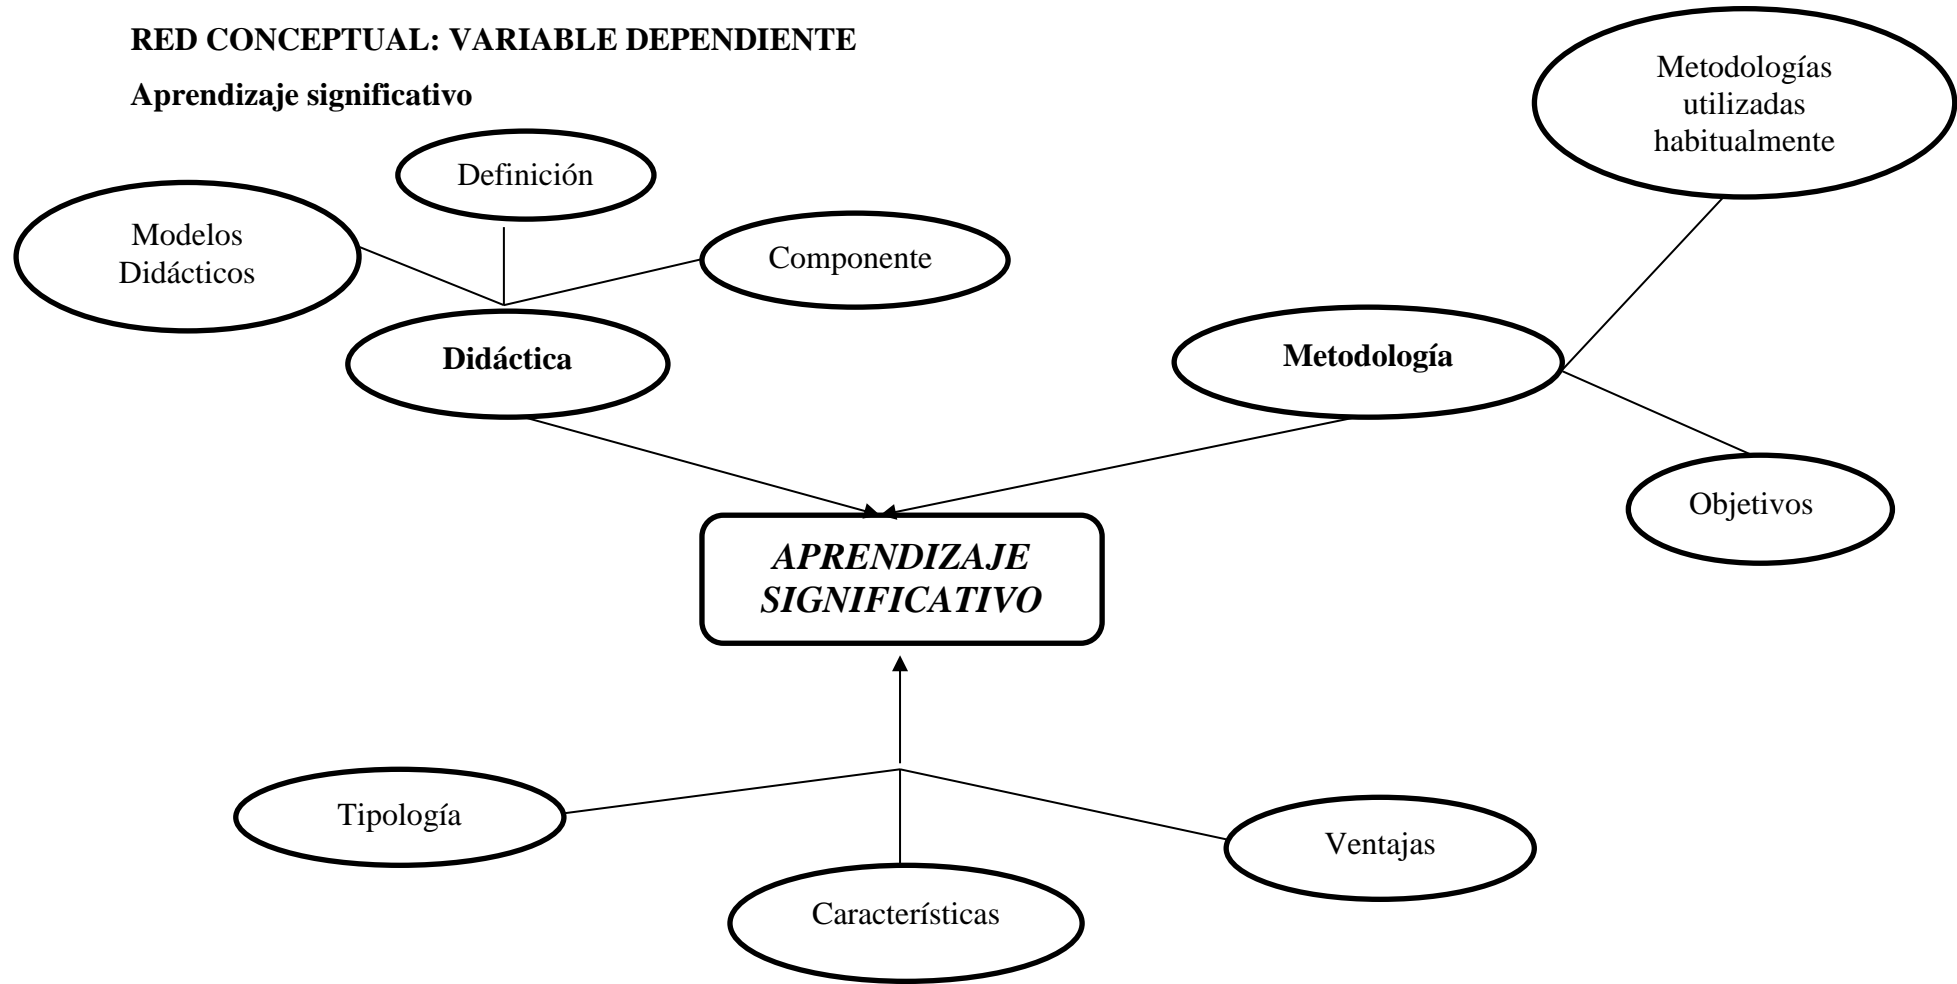 RED CONCEPTUAL: VARIABLE DEPENDIENTE
Aprendizaje significativo
Metodologías
utilizadas
habitualmente
Definición
Modelos
Didácticos
Componente
Didáctica
Metodología
Objetivos
APRENDIZAJE
SIGNIFICATIVO
Tipología
Ventajas
Características